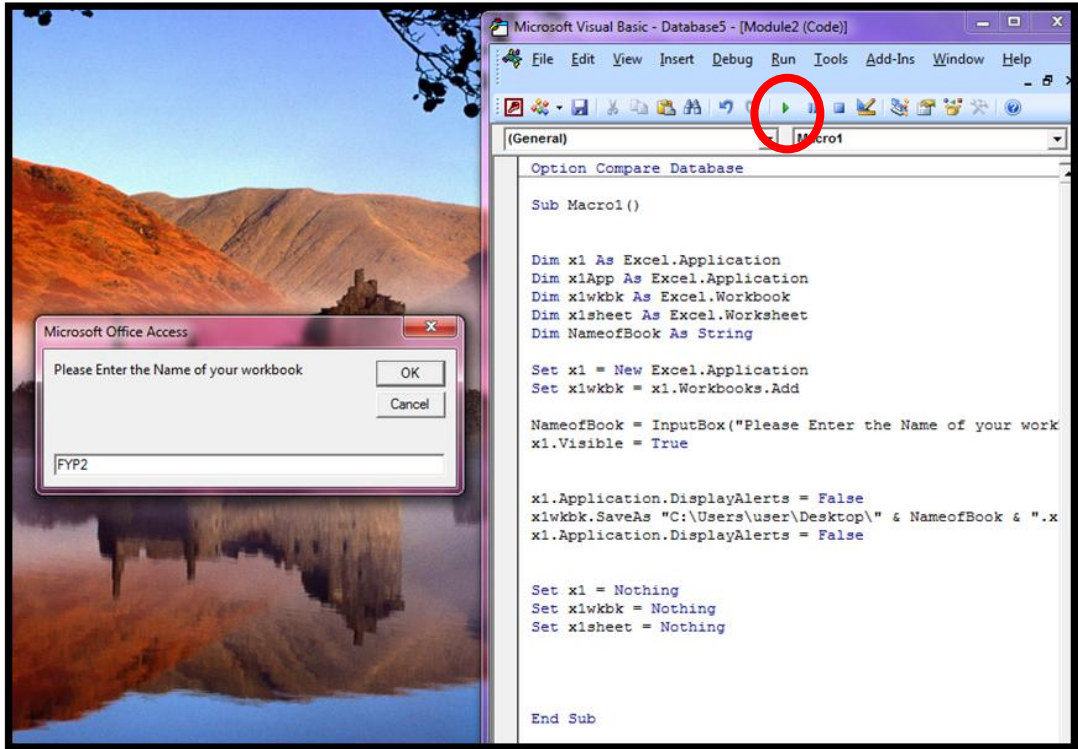 Microsoft Visual Basic - Database5 - [Module2 (Code)]
File Edit View Insert Debug Run Tools Add-Ins Window Help
(General)
Macro1
Option Compare Database
Sub Macro1()
Dim x1 As Excel.Application
Dim x1App As Excel.Application
Dim x1wkbk As Excel.Workbook
Dim x1sheet As Excel.Worksheet
Dim NameofBook As String
Set x1 = New Excel.Application
Set x1wkbk = x1.Workbooks.Add
NameofBook = InputBox("Please Enter the Name of your work
x1.Visible = True
x1.Application.DisplayAlerts = False
x1wkbk.SaveAs "C:\Users\user\Desktop\" & NameofBook & ".x
x1.Application.DisplayAlerts = False
Set x1 = Nothing
Set x1wkbk = Nothing
Set x1sheet = Nothing
End Sub
Microsoft Office Access
Please Enter the Name of your workbook
OK
Cancel
FYP2